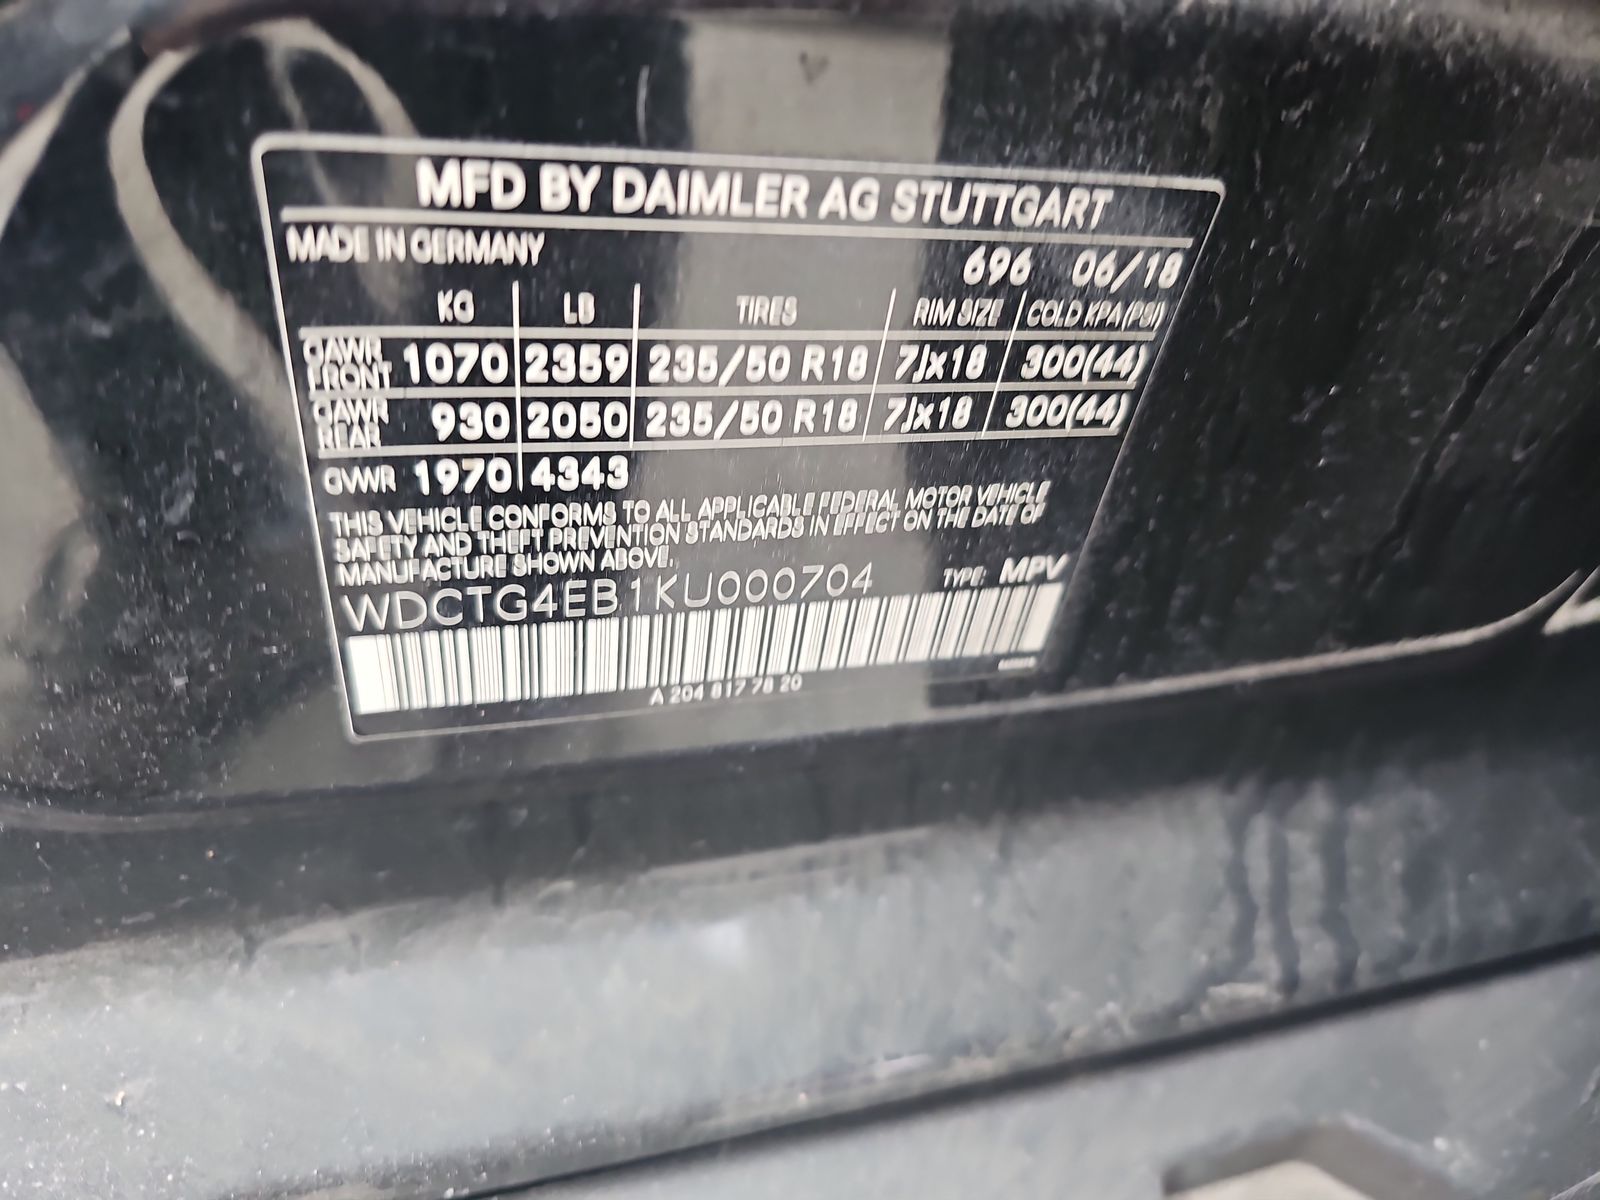 MFD BY DAIMLER AG STUTTGART
MADE IN GERMANY 696 06/18
KG LB TIRES RIM SIZE COLD KPA(PSI)
GAWR FRONT 1070 2359 235/50 R18 7Jx18 300(44)
GAWR REAR 930 2050 235/50 R18 7Jx18 300(44)
GVWR 1970 4343
THIS VEHICLE CONFORMS TO ALL APPLICABLE FEDERAL MOTOR VEHICLE
SAFETY AND THEFT PREVENTION STANDARDS IN EFFECT ON THE DATE OF
MANUFACTURE SHOWN ABOVE.
WDCTG4EB1KU000704 TYPE: MPV
A 204 817 78 20